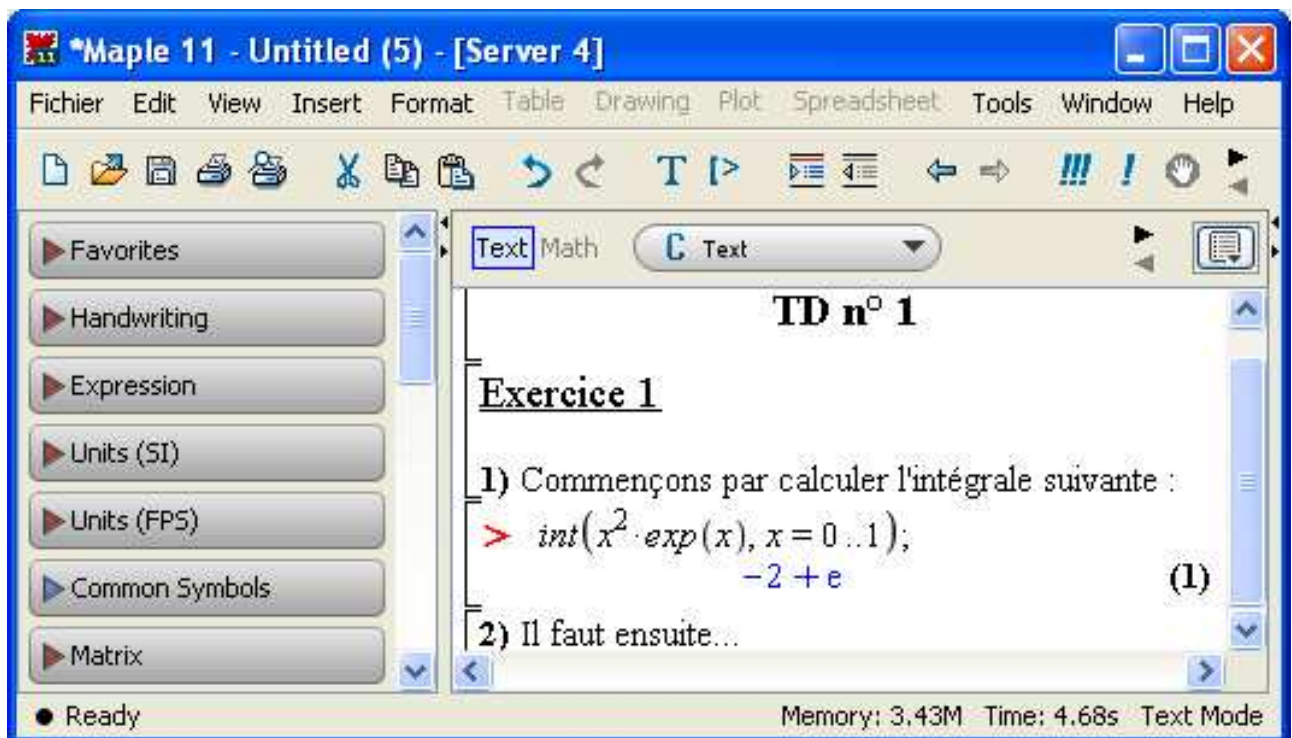 *Maple 11 - Untitled (5) - [Server 4]
Fichier Edit View Insert Format Table Drawing Plot Spreadsheet Tools Window Help
T [> !!! !
Favorites
Handwriting
Expression
Units (SI)
Units (FPS)
Common Symbols
Matrix
Text Math C Text
TD n° 1
Exercice 1
1) Commençons par calculer l'intégrale suivante :
> int(x²·exp(x), x = 0 ..1);
−2 + e (1)
2) Il faut ensuite...
Ready Memory: 3.43M Time: 4.68s Text Mode